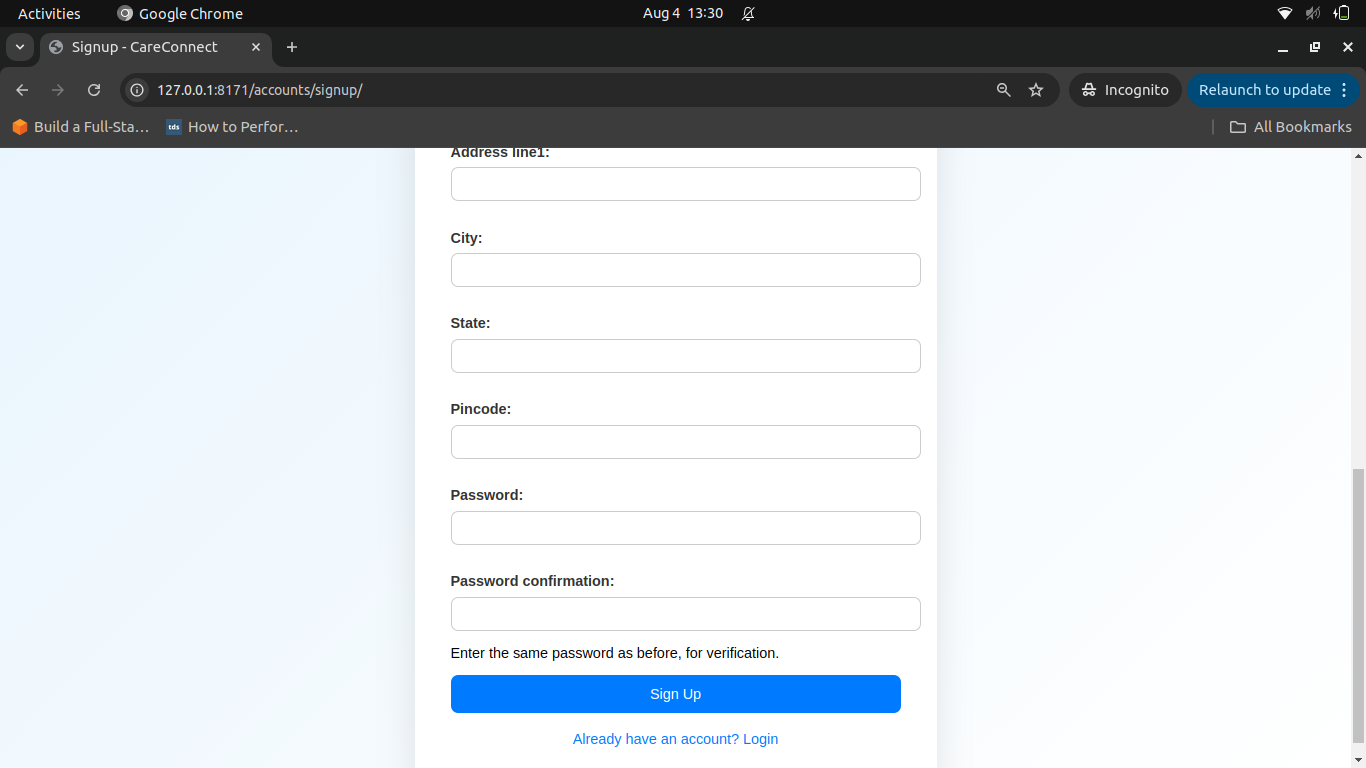 Activities Google Chrome Aug 4 13:30
Signup - CareConnect
127.0.0.1:8171/accounts/signup/ Incognito Relaunch to update
Build a Full-Sta... tds How to Perfor... All Bookmarks
Address line1:
City:
State:
Pincode:
Password:
Password confirmation:
Enter the same password as before, for verification.
Sign Up
Already have an account? Login